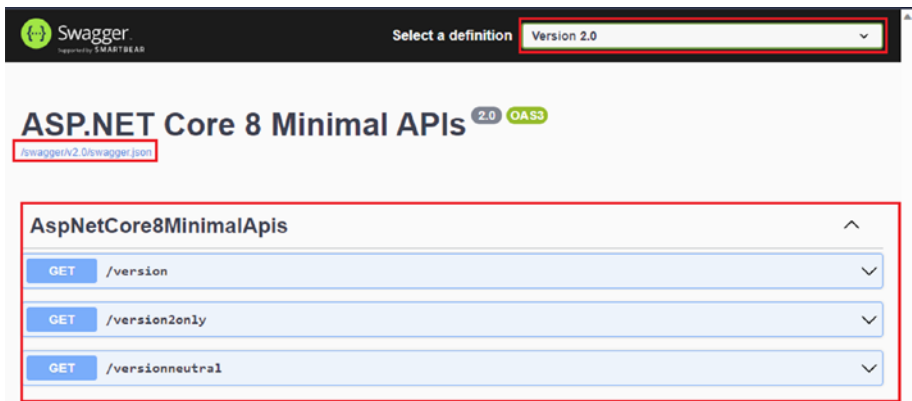 Swagger.
Supported by SMARTBEAR
Select a definition
Version 2.0
ASP.NET Core 8 Minimal APIs 2.0 OAS3
/swagger/v2.0/swagger.json
AspNetCore8MinimalApis
GET /version
GET /version2only
GET /versionneutral